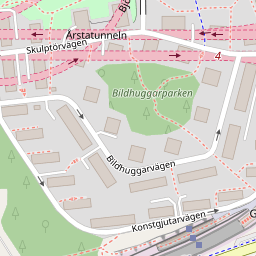 Årstatunneln
Skulptörvägen
4
Bildhuggarparken
Bildhuggarvägen
Konstgjutarvägen